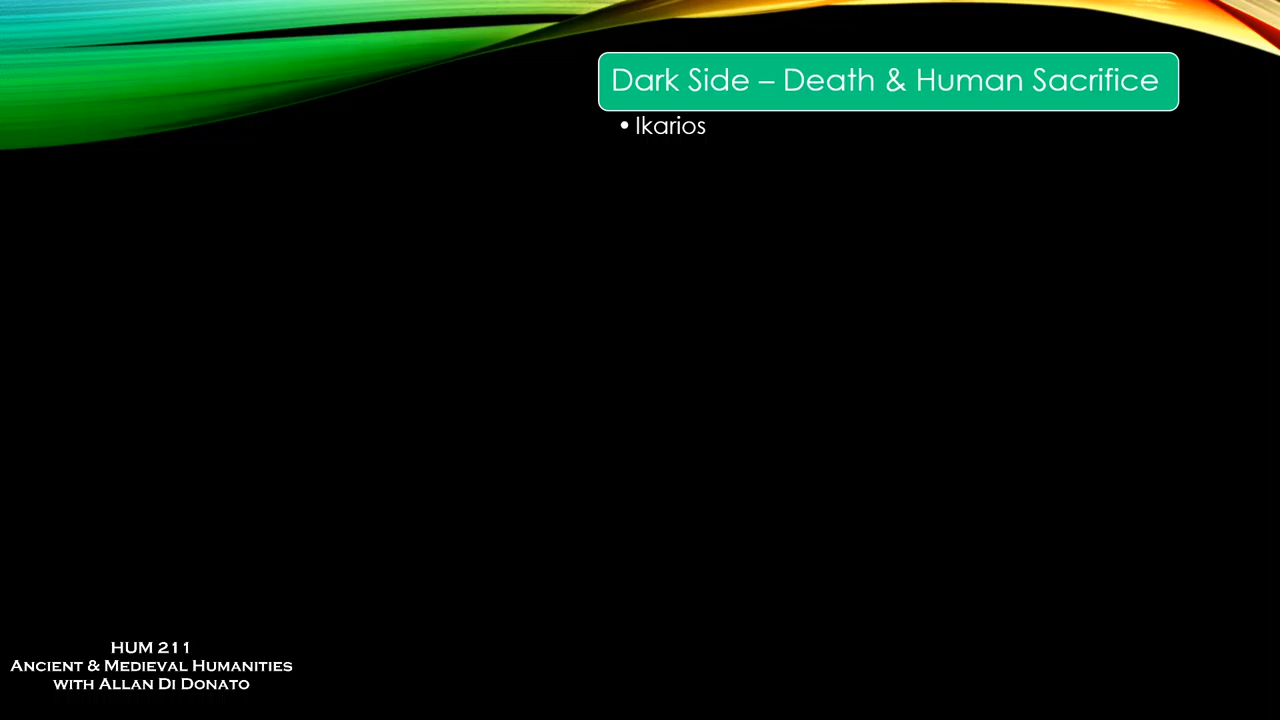 Dark Side – Death & Human Sacrifice
• Ikarios
HUM 211
Ancient & Medieval Humanities
with Allan Di Donato